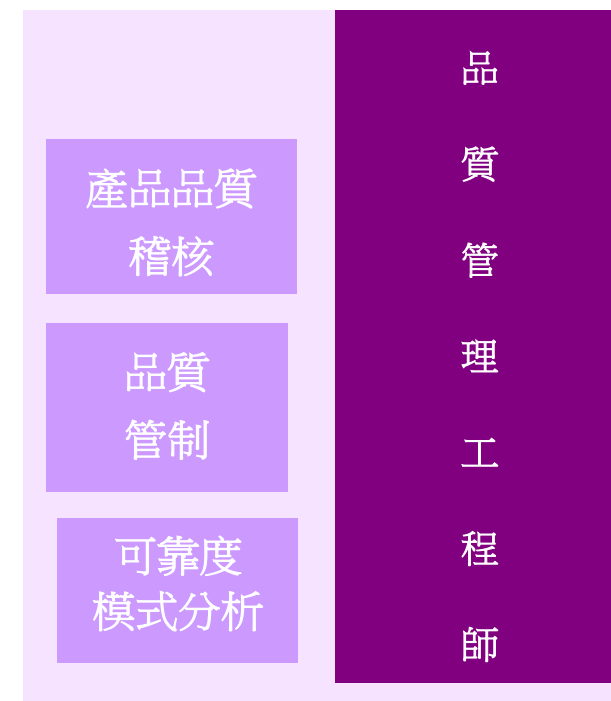 產品品質
稽核
品質
管制
可靠度
模式分析
品質管理工程師